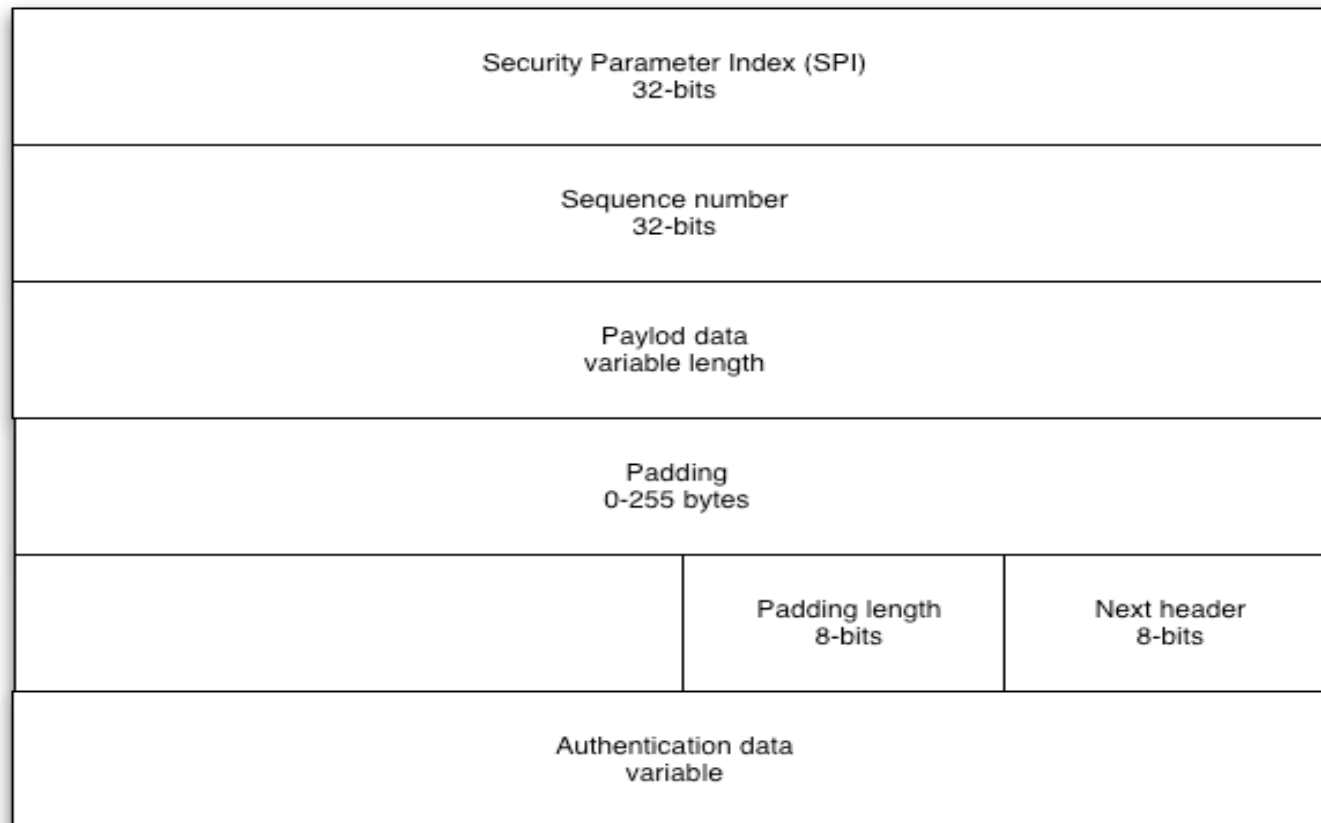 Security Parameter Index (SPI)
32-bits
Sequence number
32-bits
Paylod data
variable length
Padding
0-255 bytes
Padding length
8-bits
Next header
8-bits
Authentication data
variable